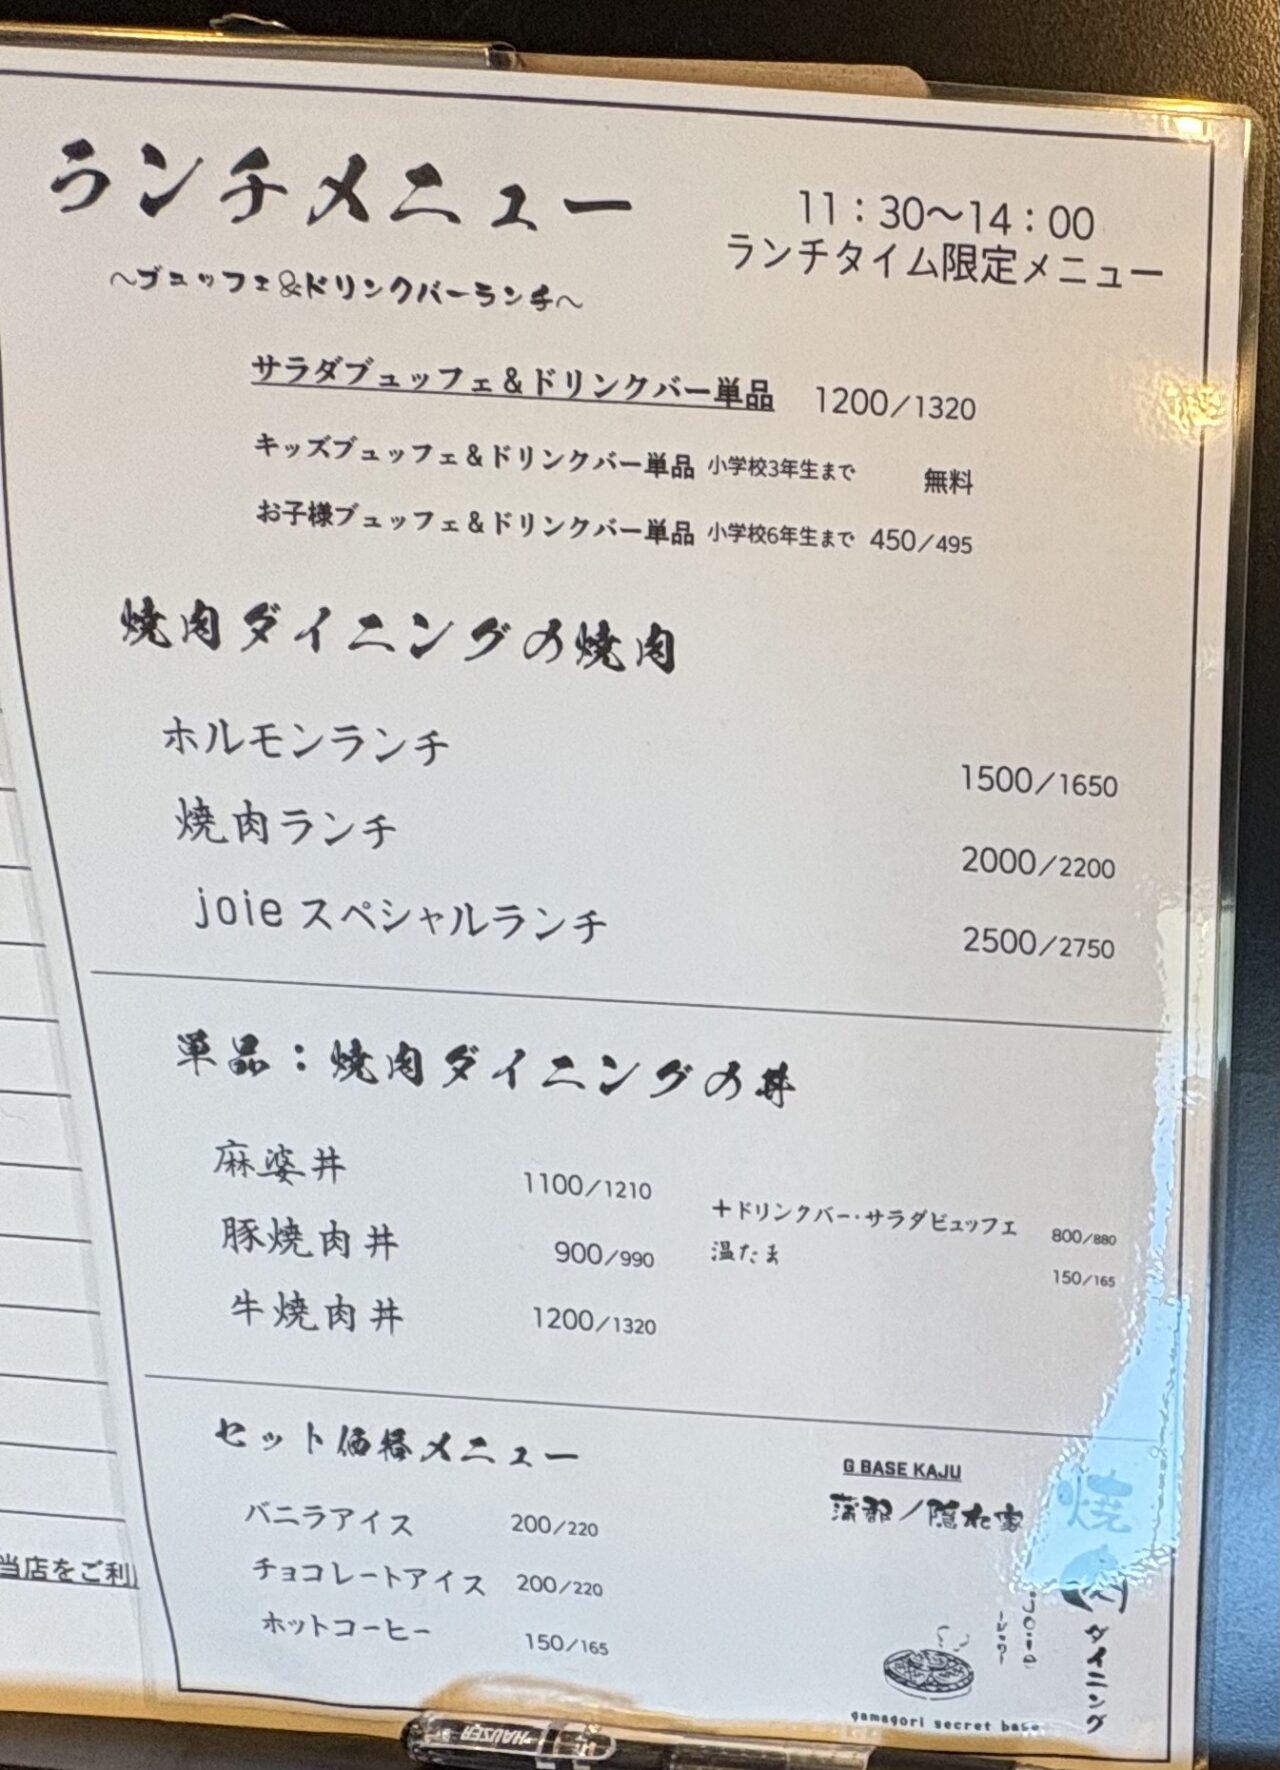 ランチメニュー
11：30～14：00
ランチタイム限定メニュー
～ブュッフェ&ドリンクバーランチ～
サラダブュッフェ＆ドリンクバー単品 1200/1320
キッズブュッフェ＆ドリンクバー単品 小学校3年生まで 無料
お子様ブュッフェ＆ドリンクバー単品 小学校6年生まで 450/495
焼肉ダイニングの焼肉
ホルモンランチ 1500/1650
焼肉ランチ 2000/2200
joie スペシャルランチ 2500/2750
単品：焼肉ダイニングの丼
麻婆丼 1100/1210
豚焼肉丼 900/990
牛焼肉丼 1200/1320
＋ドリンクバー・サラダビュッフェ 800/880
温たま 150/165
セット価格メニュー
バニラアイス 200/220
チョコレートアイス 200/220
ホットコーヒー 150/165
G BASE KAJU
蒲郡／隠れ家
焼肉ダイニング
gamagori secret base
当店をご利
HAUSER